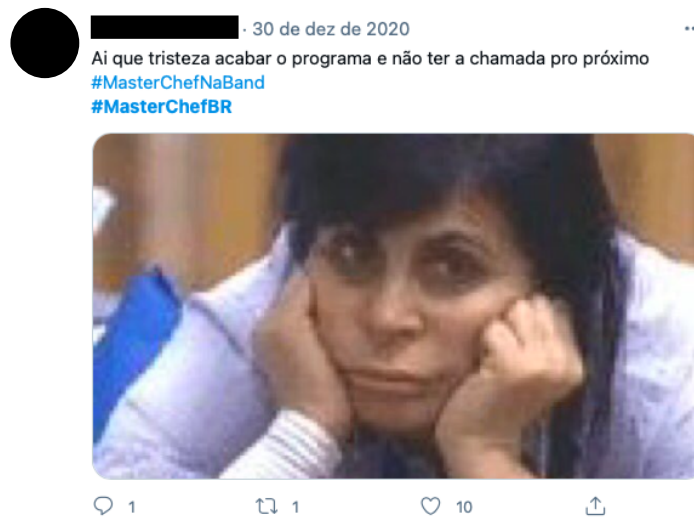 · 30 de dez de 2020
Ai que tristeza acabar o programa e não ter a chamada pro próximo
#MasterChefNaBand
#MasterChefBR
1 1 10